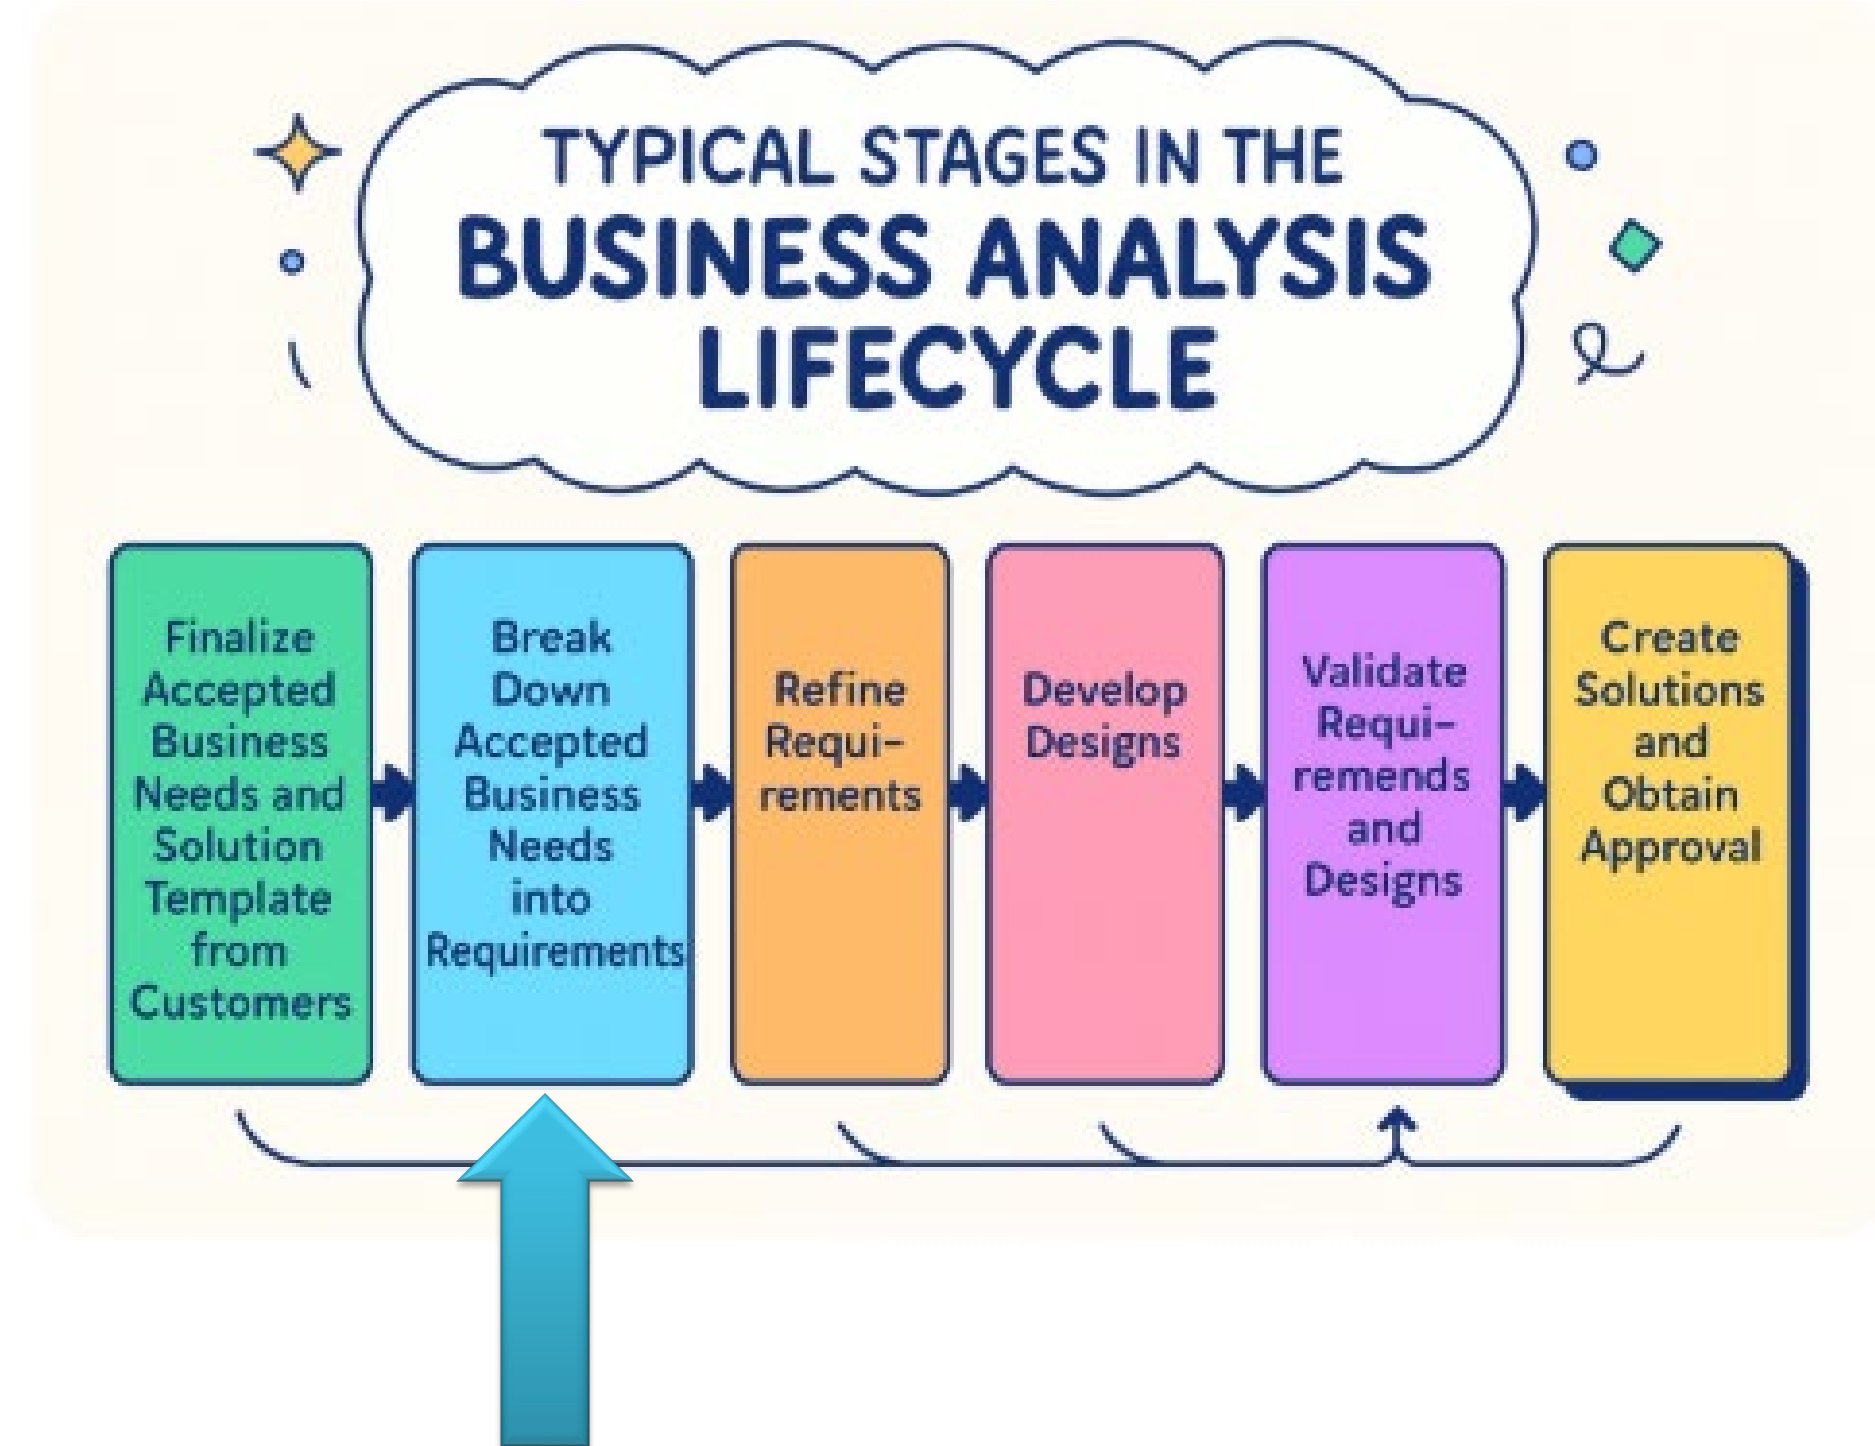 TYPICAL STAGES IN THE
BUSINESS ANALYSIS
LIFECYCLE
Finalize
Accepted
Business
Needs and
Solution
Template
from
Customers
Break
Down
Accepted
Business
Needs
into
Requirements
Refine
Requi-
rements
Develop
Designs
Validate
Requi-
remends
and
Designs
Create
Solutions
and
Obtain
Approval